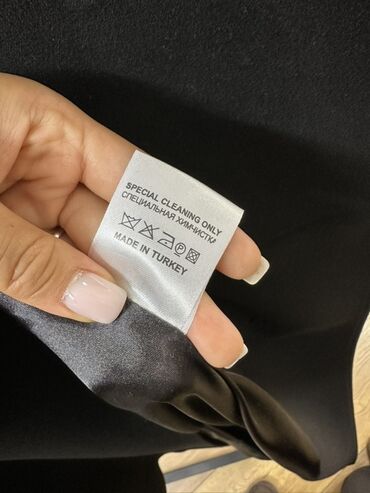 SPECIAL CLEANING ONLY
СПЕЦИАЛЬНАЯ ХИМЧИСТКА
MADE IN TURKEY